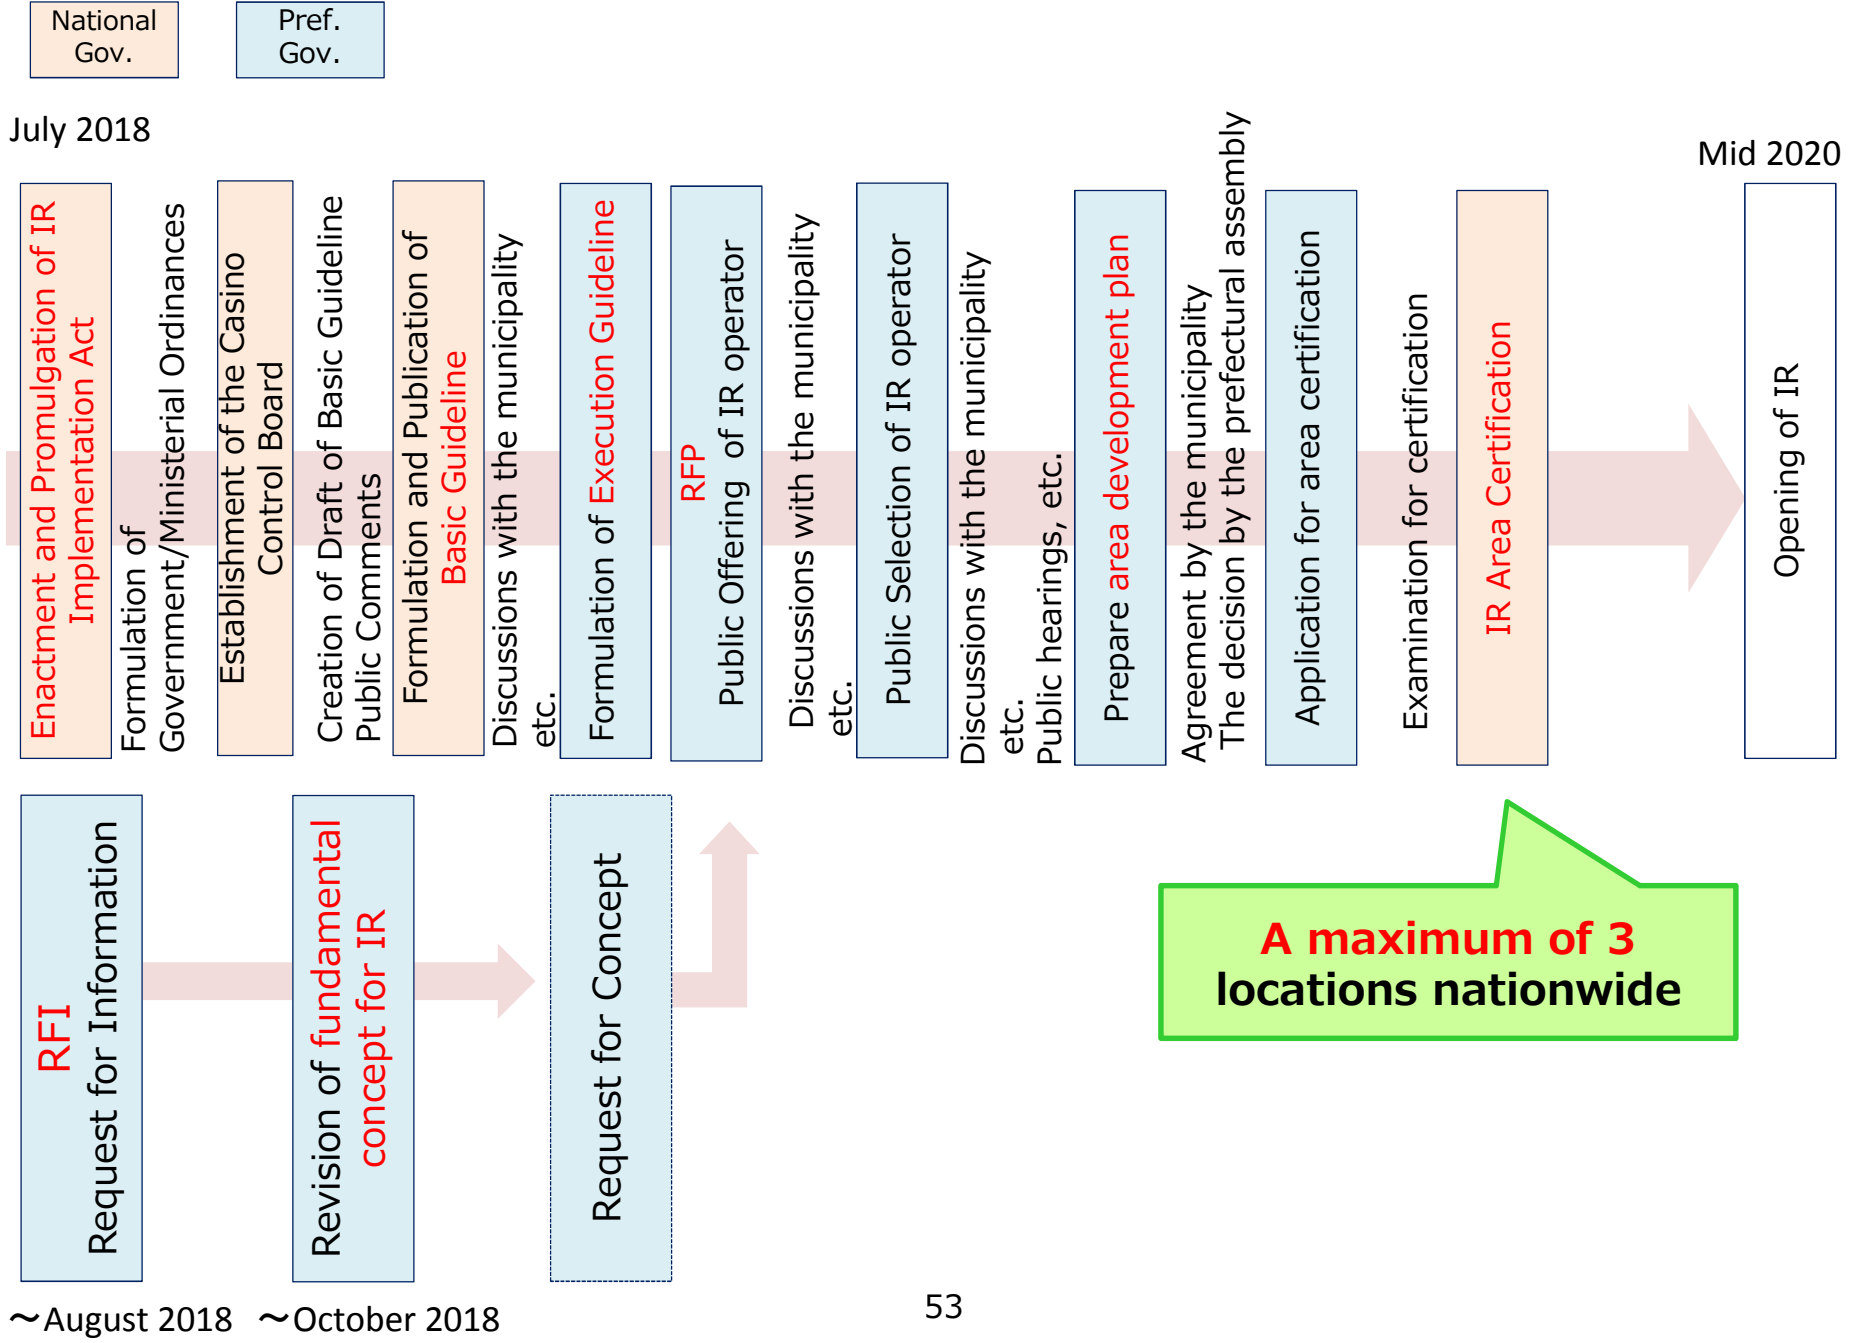 National
Gov.
Pref.
Gov.
July 2018
Mid 2020
Enactment and Promulgation of IR
Implementation Act
Formulation of
Government/Ministerial Ordinances
Establishment of the Casino
Control Board
Creation of Draft of Basic Guideline
Public Comments
Formulation and Publication of
Basic Guideline
Discussions with the municipality
etc.
Formulation of Execution Guideline
RFP
Public Offering of IR operator
Discussions with the municipality
etc.
Public Selection of IR operator
Discussions with the municipality
etc.
Public hearings, etc.
Prepare area development plan
Agreement by the municipality
The decision by the prefectural assembly
Application for area certification
Examination for certification
IR Area Certification
Opening of IR
RFI
Request for Information
Revision of fundamental
concept for IR
Request for Concept
A maximum of 3
locations nationwide
～August 2018
～October 2018
53